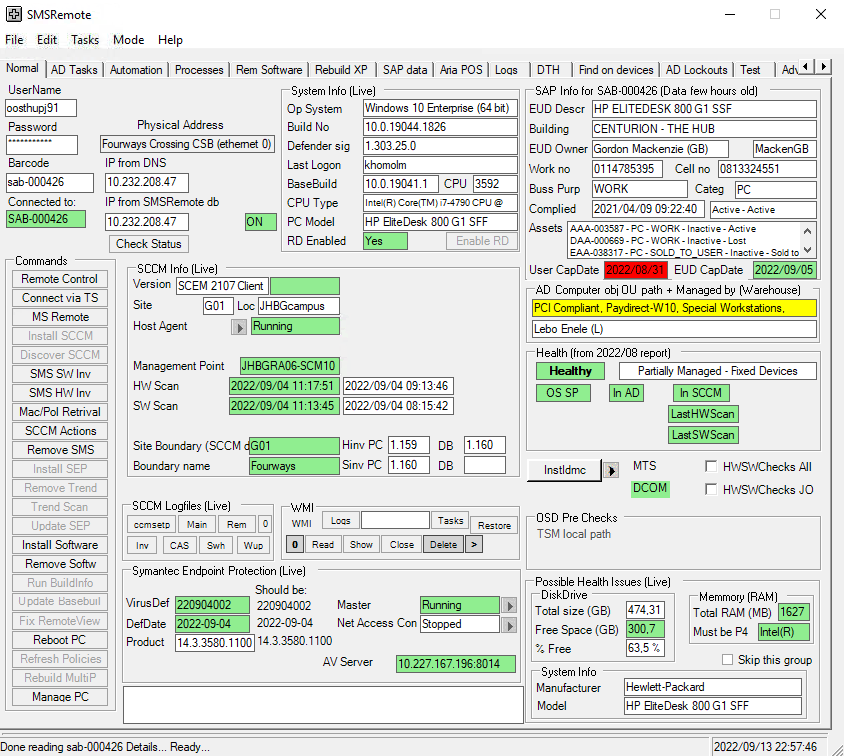 SMSRemote
File Edit Tasks Mode Help
Normal AD Tasks Automation Processes Rem Software Rebuild XP SAP data Aria POS Logs DTH Find on devices AD Lockouts Test Adv
UserName
oosthupj91
Password
***********
Physical Address
Fourways Crossing CSB (ethernet 0)
Barcode
sab-000426
IP from DNS
10.232.208.47
Connected to:
SAB-000426
IP from SMSRemote db
10.232.208.47
ON
Check Status
System Info (Live)
Op System Windows 10 Enterprise (64 bit)
Build No 10.0.19044.1826
Defender sig 1.303.25.0
Last Logon khomolm
BaseBuild 10.0.19041.1 CPU 3592
CPU Type Intel(R) Core(TM) i7-4790 CPU @
PC Model HP EliteDesk 800 G1 SFF
RD Enabled Yes Enable RD
SAP Info for SAB-000426 (Data few hours old)
EUD Descr HP ELITEDESK 800 G1 SSF
Building CENTURION - THE HUB
EUD Owner Gordon Mackenzie (GB) MackenGB
Work no 0114785395 Cell no 0813324551
Buss Purp WORK Categ PC
Complied 2021/04/09 09:22:40 Active - Active
Assets AAA-003587 - PC - WORK - Inactive - Active
DAA-000669 - PC - WORK - Inactive - Lost
EAA-038317 - PC - SOLD_TO_USER - Inactive - Sold to
User CapDate 2022/08/31 EUD CapDate 2022/09/05
Commands
Remote Control
Connect via TS
MS Remote
Install SCCM
Discover SCCM
SMS SW Inv
SMS HW Inv
Mac/Pol Retrival
SCCM Actions
Remove SMS
Install SEP
Remove Trend
Trend Scan
Update SEP
Install Software
Remove Softw
Run BuildInfo
Update Basebuil
Fix RemoteView
Reboot PC
Refresh Policies
Rebuild MultiP
Manage PC
SCCM Info (Live)
Version SCEM 2107 Client
Site G01 Loc JHBGcampus
Host Agent Running
Management Point JHBGRA06-SCM10
HW Scan 2022/09/04 11:17:51 2022/09/04 09:13:46
SW Scan 2022/09/04 11:13:45 2022/09/04 08:15:42
Site Boundary (SCCM d G01 Hinv PC 1.159 DB 1.160
Boundary name Fourways Sinv PC 1.160 DB
AD Computer obj OU path + Managed by (Warehouse)
PCI Compliant, Paydirect-W10, Special Workstations,
Lebo Enele (L)
Health (from 2022/08 report)
Healthy Partially Managed - Fixed Devices
OS SP In AD In SCCM
LastHWScan
LastSWScan
InstIdmc MTS HWSWChecks All
DCOM HWSWChecks JO
SCCM Logfiles (Live)
ccmsetp Main Rem 0
Inv CAS Swh Wup
WMI
WMI Logs Tasks Restore
0 Read Show Close Delete >
OSD Pre Checks
TSM local path
Symantec Endpoint Protection (Live)
Should be:
VirusDef 220904002 220904002 Master Running
DefDate 2022-09-04 2022-09-04 Net Access Con Stopped
Product 14.3.3580.1100 14.3.3580.1100
AV Server 10.227.167.196:8014
Possible Health Issues (Live)
DiskDrive
Total size (GB) 474,31
Free Space (GB) 300,7
% Free 63,5 %
Memmory (RAM)
Total RAM (MB) 1627
Must be P4 Intel(R)
Skip this group
System Info
Manufacturer Hewlett-Packard
Model HP EliteDesk 800 G1 SFF
Done reading sab-000426 Details... Ready... 2022/09/13 22:57:46